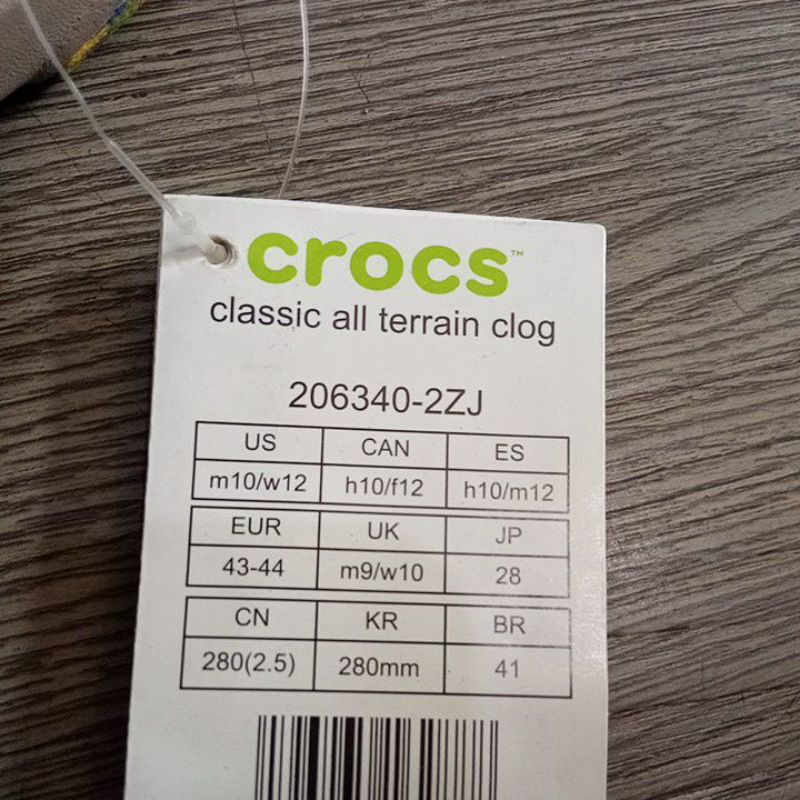 crocs™
classic all terrain clog
206340-2ZJ
US CAN ES
m10/w12 h10/f12 h10/m12
EUR UK JP
43-44 m9/w10 28
CN KR BR
280(2.5) 280mm 41